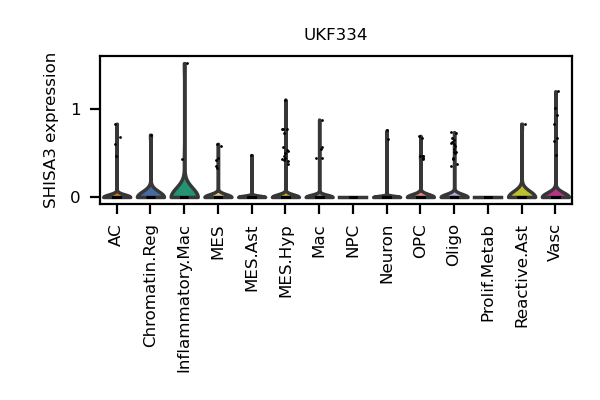 UKF334
SHISA3 expression
1
0
AC
Chromatin.Reg
Inflammatory.Mac
MES
MES.Ast
MES.Hyp
Mac
NPC
Neuron
OPC
Oligo
Prolif.Metab
Reactive.Ast
Vasc